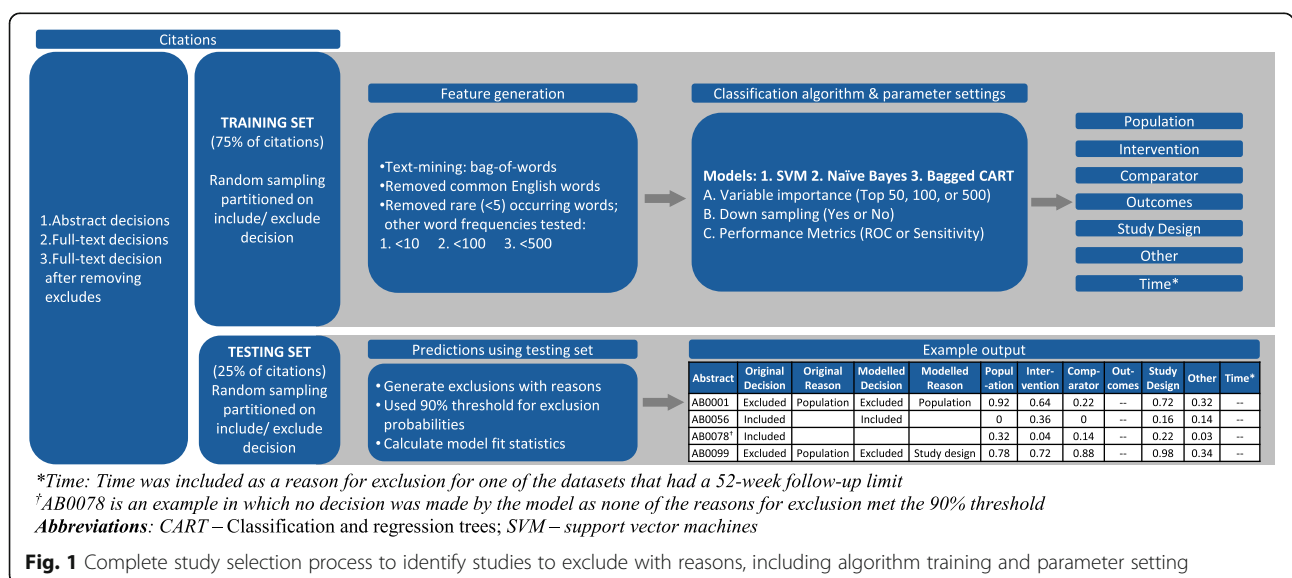 Citations
1.Abstract decisions
2.Full-text decisions
3.Full-text decision
after removing
excludes
TRAINING SET
(75% of citations)
Random sampling
partitioned on
include/ exclude
decision
Feature generation
•Text-mining: bag-of-words
•Removed common English words
•Removed rare (<5) occurring words;
other word frequencies tested:
1. <10 2. <100 3. <500
Classification algorithm & parameter settings
Models: 1. SVM 2. Naïve Bayes 3. Bagged CART
A. Variable importance (Top 50, 100, or 500)
B. Down sampling (Yes or No)
C. Performance Metrics (ROC or Sensitivity)
Population
Intervention
Comparator
Outcomes
Study Design
Other
Time*
TESTING SET
(25% of citations)
Random sampling
partitioned on
include/ exclude
decision
Predictions using testing set
• Generate exclusions with reasons
• Used 90% threshold for exclusion
probabilities
• Calculate model fit statistics
Example output
Abstract Original Decision Original Reason Modelled Decision Modelled Reason Popul-ation Inter-vention Comp-arator Out-comes Study Design Other Time*
AB0001 Excluded Population Excluded Population 0.92 0.64 0.22 -- 0.72 0.32 --
AB0056 Included Included 0 0.36 0 -- 0.16 0.14 --
AB0078† Included 0.32 0.04 0.14 -- 0.22 0.03 --
AB0099 Excluded Population Excluded Study design 0.78 0.72 0.88 -- 0.98 0.34 --
*Time: Time was included as a reason for exclusion for one of the datasets that had a 52-week follow-up limit
†AB0078 is an example in which no decision was made by the model as none of the reasons for exclusion met the 90% threshold
Abbreviations: CART – Classification and regression trees; SVM – support vector machines
Fig. 1 Complete study selection process to identify studies to exclude with reasons, including algorithm training and parameter setting